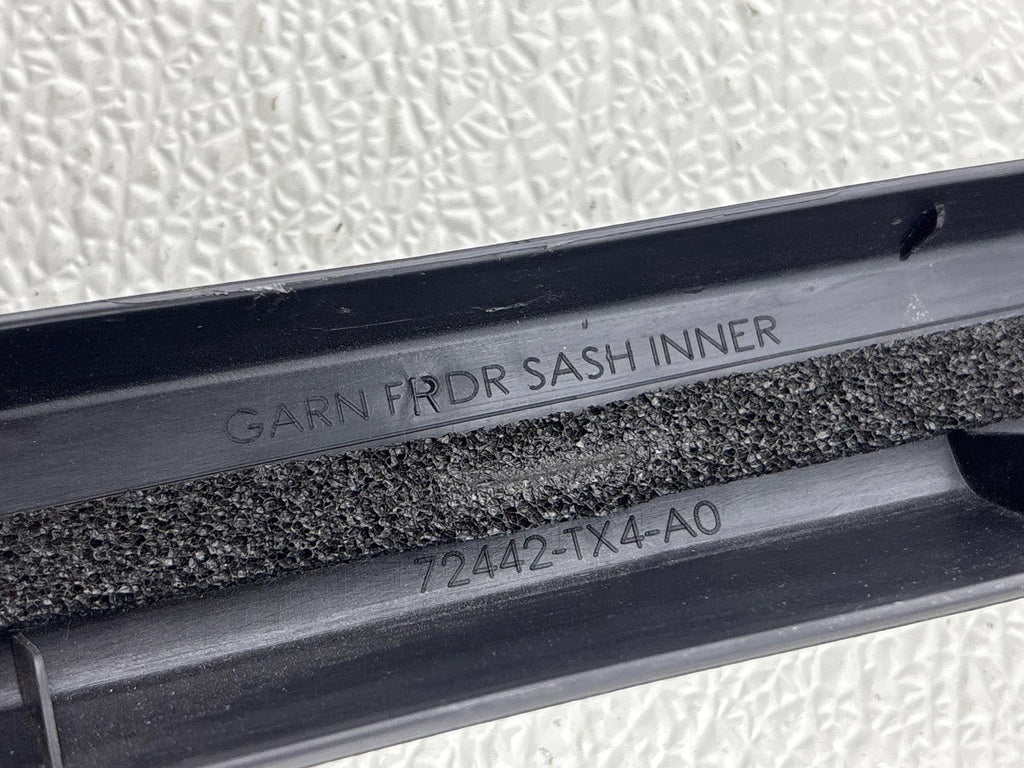 GARN FRDR SASH INNER
72442-TX4-A0